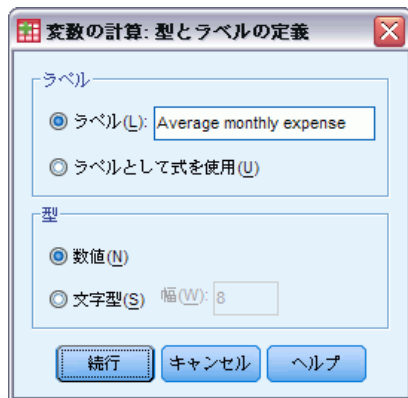 変数の計算: 型とラベルの定義
ラベル
ラベル(L): Average monthly expense
ラベルとして式を使用(U)
型
数値(N)
文字型(S) 幅(W): 8
続行 キャンセル ヘルプ